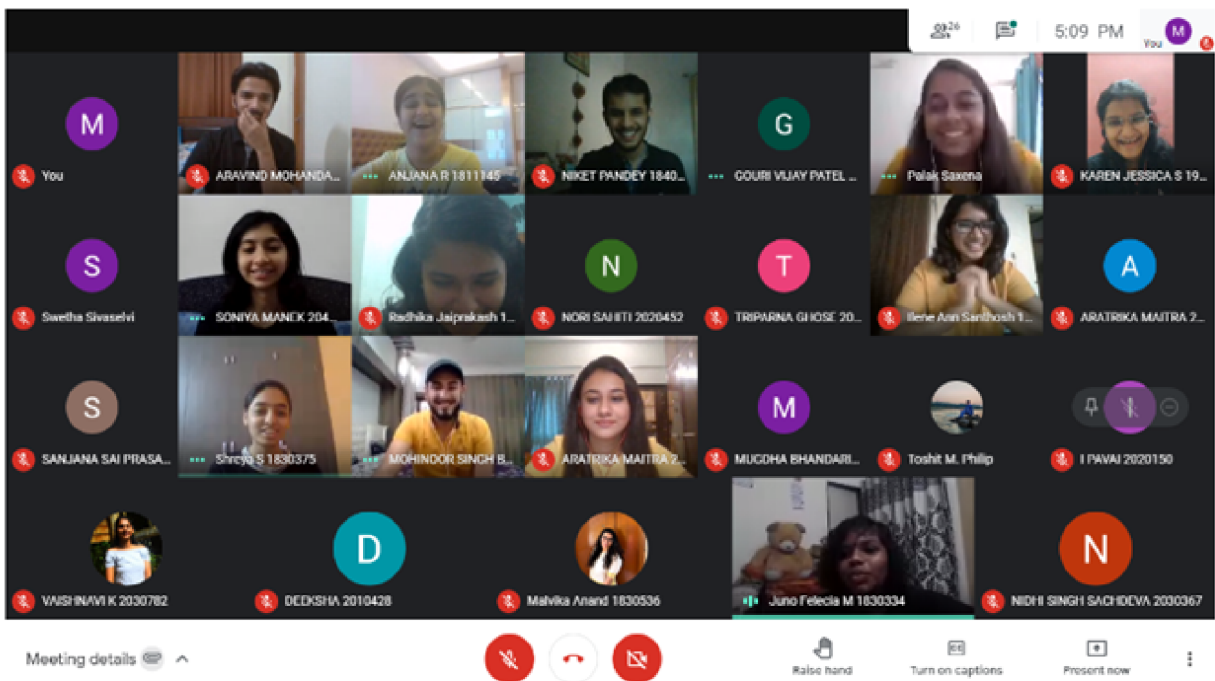 26
5:09 PM
You
M
M
You
ARAVIND MOHANDA...
ANJANA R 1811145
NIKET PANDEY 1840...
G
GOURI VIJAY PATEL ...
Palak Saxena
KAREN JESSICA S 19...
S
Swetha Sivaselvi
SONIYA MANEK 204...
Radhika Jaiprakash 1...
N
NORI SAHITI 2020452
T
TRIPARNA GHOSE 20...
Ilene Ann Santhosh 1...
A
ARATRIKA MAITRA 2...
S
SANJANA SAI PRASA...
Shreya S 1830375
MOHINDOR SINGH B...
ARATRIKA MAITRA 2...
M
MUGDHA BHANDARI...
Toshit M. Philip
I PAVAI 2020150
VAISHNAVI K 2030782
D
DEEKSHA 2010428
Malvika Anand 1830536
Juno Felecia M 1830334
N
NIDHI SINGH SACHDEVA 2030367
Meeting details
Raise hand
CC
Turn on captions
Present now